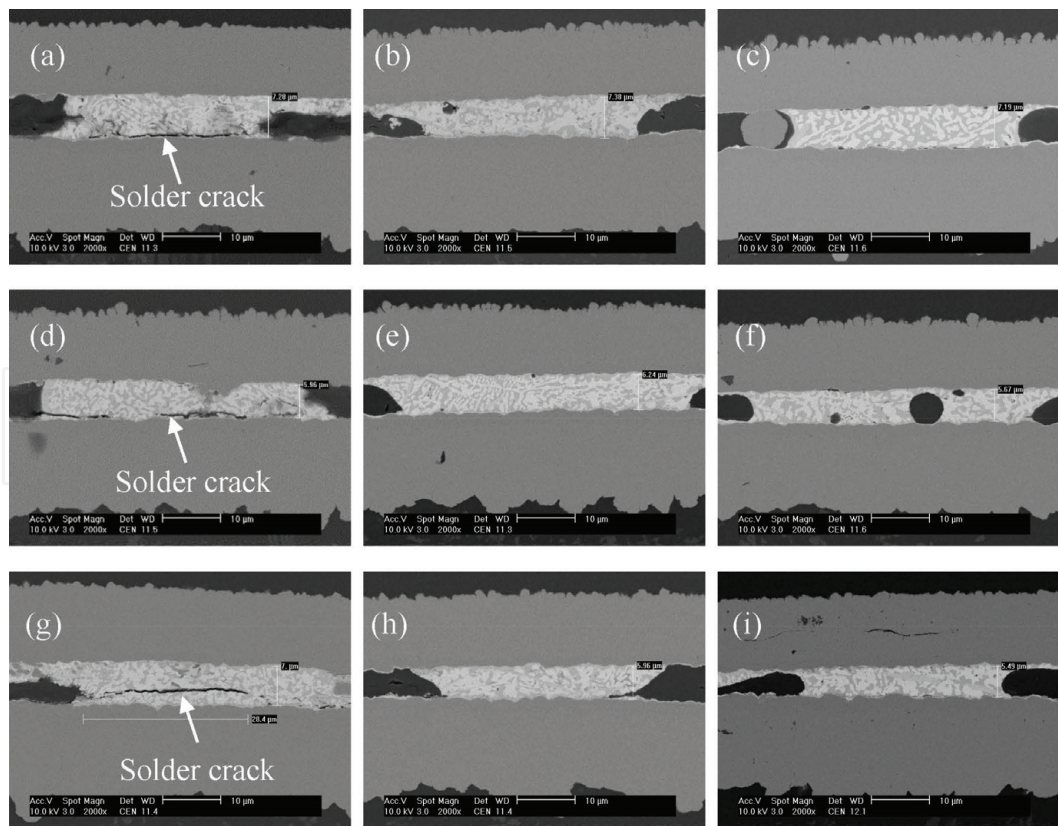 (a)
7.28 µm
Solder crack
Acc.V Spot Magn Det WD 10 µm
10.0 kV 3.0 2000x CEN 11.3
(b)
7.38 µm
Acc.V Spot Magn Det WD 10 µm
10.0 kV 3.0 2000x CEN 11.5
(c)
7.19 µm
Acc.V Spot Magn Det WD 10 µm
10.0 kV 3.0 2000x CEN 11.6
(d)
5.96 µm
Solder crack
Acc.V Spot Magn Det WD 10 µm
10.0 kV 3.0 2000x CEN 11.5
(e)
6.24 µm
Acc.V Spot Magn Det WD 10 µm
10.0 kV 3.0 2000x CEN 11.3
(f)
5.67 µm
Acc.V Spot Magn Det WD 10 µm
10.0 kV 3.0 2000x CEN 11.6
(g)
7. µm
28.4 µm
Solder crack
Acc.V Spot Magn Det WD 10 µm
10.0 kV 3.0 2000x CEN 11.4
(h)
5.96 µm
Acc.V Spot Magn Det WD 10 µm
10.0 kV 3.0 2000x CEN 11.4
(i)
5.49 µm
Acc.V Spot Magn Det WD 10 µm
10.0 kV 3.0 2000x CEN 12.1